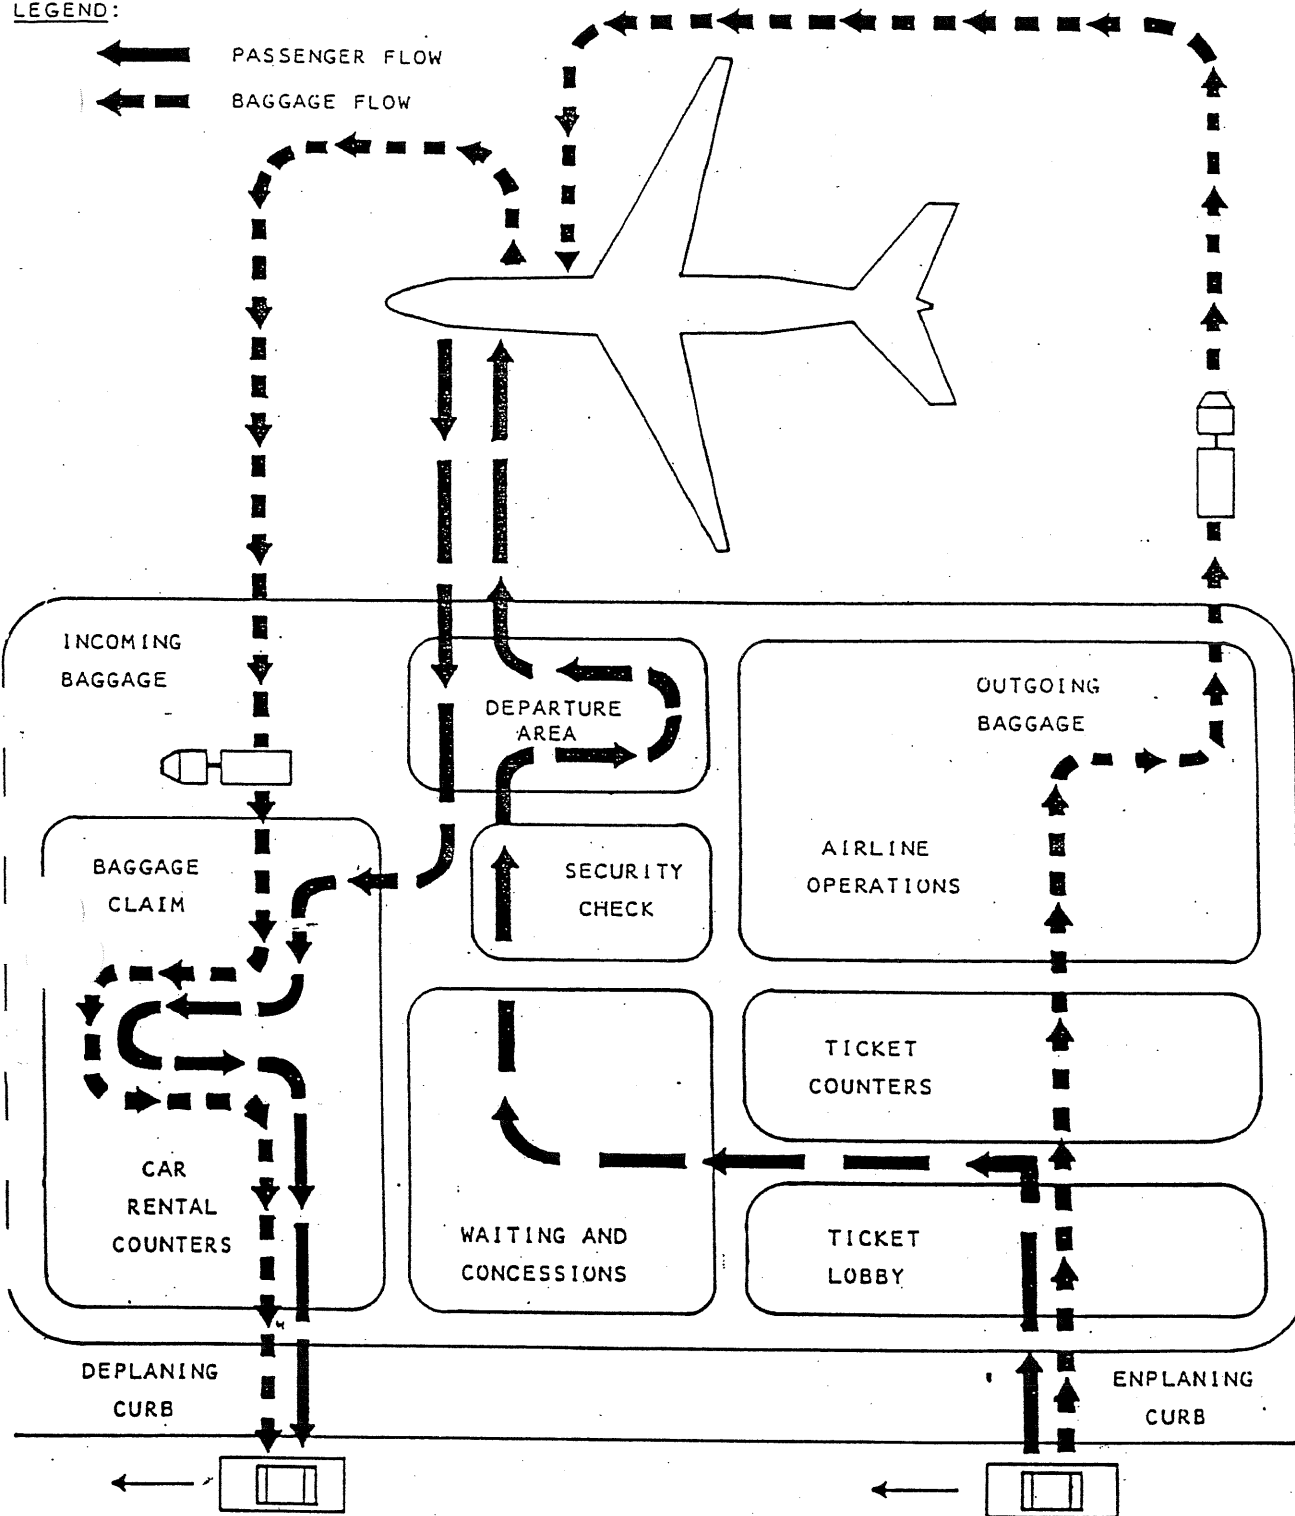 LEGEND:
PASSENGER FLOW
BAGGAGE FLOW
INCOMING
BAGGAGE
DEPARTURE
AREA
OUTGOING
BAGGAGE
BAGGAGE
CLAIM
SECURITY
CHECK
AIRLINE
OPERATIONS
TICKET
COUNTERS
CAR
RENTAL
COUNTERS
WAITING AND
CONCESSIONS
TICKET
LOBBY
DEPLANING
CURB
ENPLANING
CURB